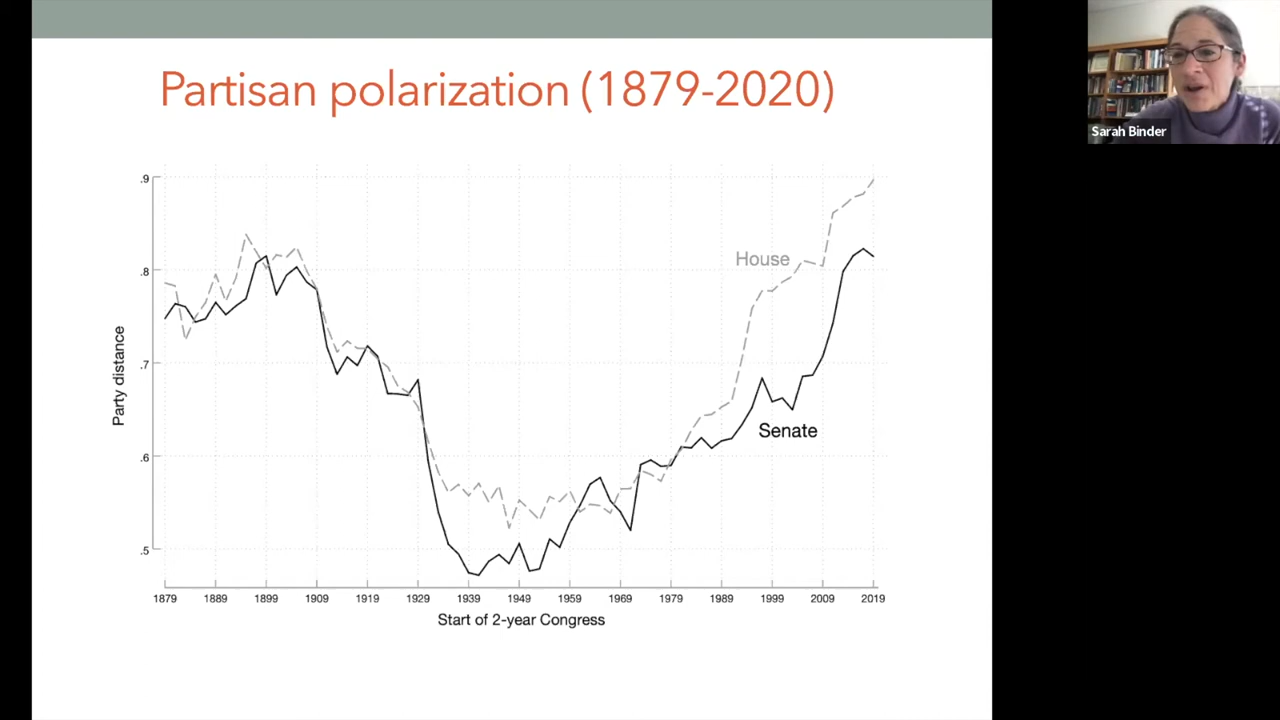 Partisan polarization (1879-2020)
Sarah Binder
.9
.8
.7
.6
.5
Party distance
House
Senate
1879 1889 1899 1909 1919 1929 1939 1949 1959 1969 1979 1989 1999 2009 2019
Start of 2-year Congress